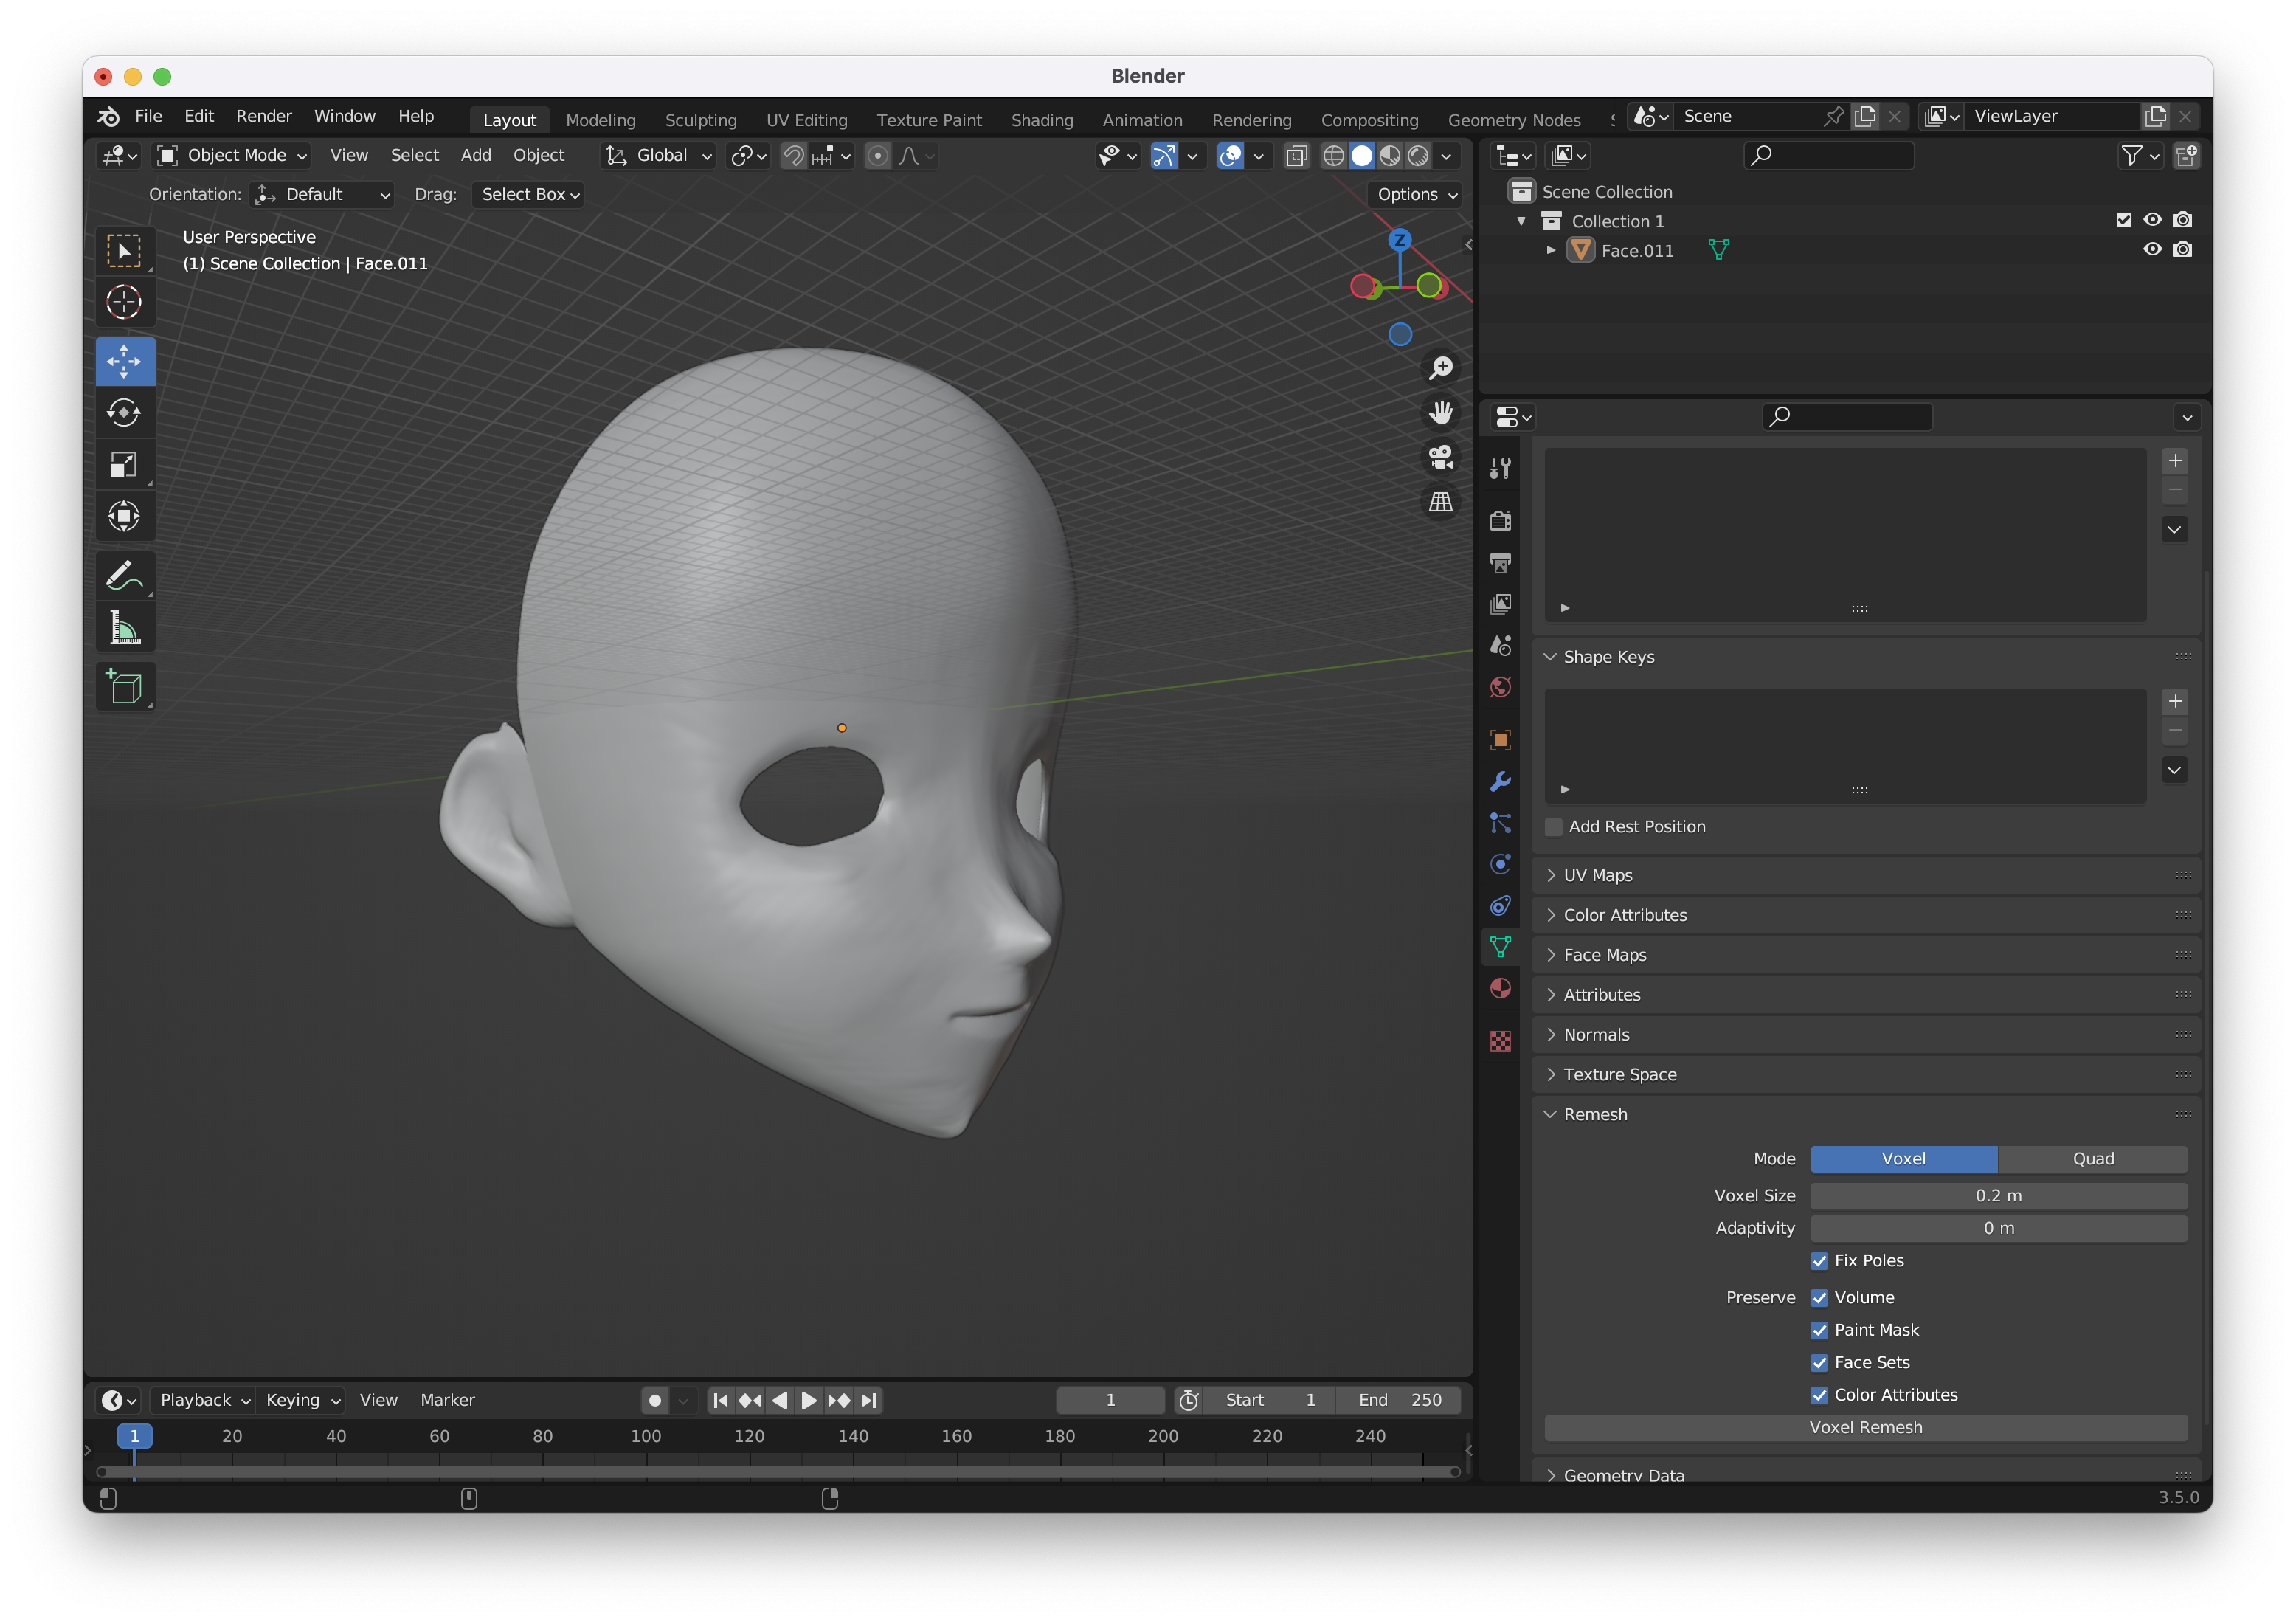 Blender
File Edit Render Window Help Layout Modeling Sculpting UV Editing Texture Paint Shading Animation Rendering Compositing Geometry Nodes Scene ViewLayer
Object Mode View Select Add Object Global
Orientation: Default Drag: Select Box Options
User Perspective
(1) Scene Collection | Face.011
Z
Scene Collection
Collection 1
Face.011
Shape Keys
Add Rest Position
UV Maps
Color Attributes
Face Maps
Attributes
Normals
Texture Space
Remesh
Mode Voxel Quad
Voxel Size 0.2 m
Adaptivity 0 m
Fix Poles
Preserve Volume
Paint Mask
Face Sets
Color Attributes
Voxel Remesh
Geometry Data
Playback Keying View Marker 1 Start 1 End 250
1 20 40 60 80 100 120 140 160 180 200 220 240
3.5.0